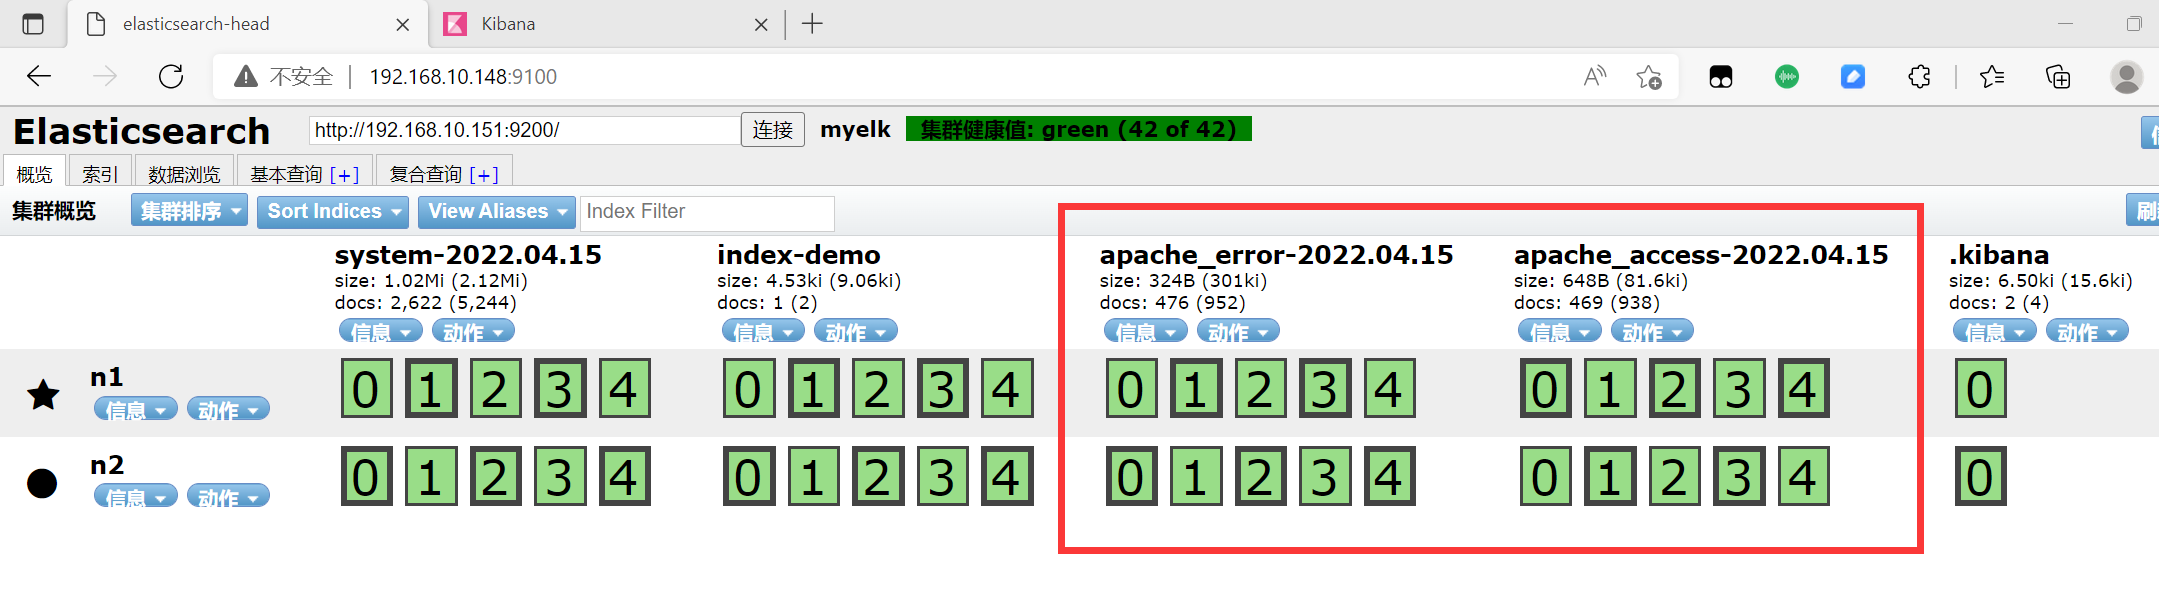 elasticsearch-head
Kibana
不安全
192.168.10.148:9100
Elasticsearch
http://192.168.10.151:9200/
连接
myelk
集群健康值: green (42 of 42)
概览
索引
数据浏览
基本查询 [+]
复合查询 [+]
集群概览
集群排序
Sort Indices
View Aliases
Index Filter
system-2022.04.15
size: 1.02Mi (2.12Mi)
docs: 2,622 (5,244)
信息
动作
index-demo
size: 4.53ki (9.06ki)
docs: 1 (2)
信息
动作
apache_error-2022.04.15
size: 324B (301ki)
docs: 476 (952)
信息
动作
apache_access-2022.04.15
size: 648B (81.6ki)
docs: 469 (938)
信息
动作
.kibana
size: 6.50ki (15.6ki)
docs: 2 (4)
信息
动作
n1
信息
动作
0 1 2 3 4
0 1 2 3 4
0 1 2 3 4
0 1 2 3 4
0
n2
信息
动作
0 1 2 3 4
0 1 2 3 4
0 1 2 3 4
0 1 2 3 4
0